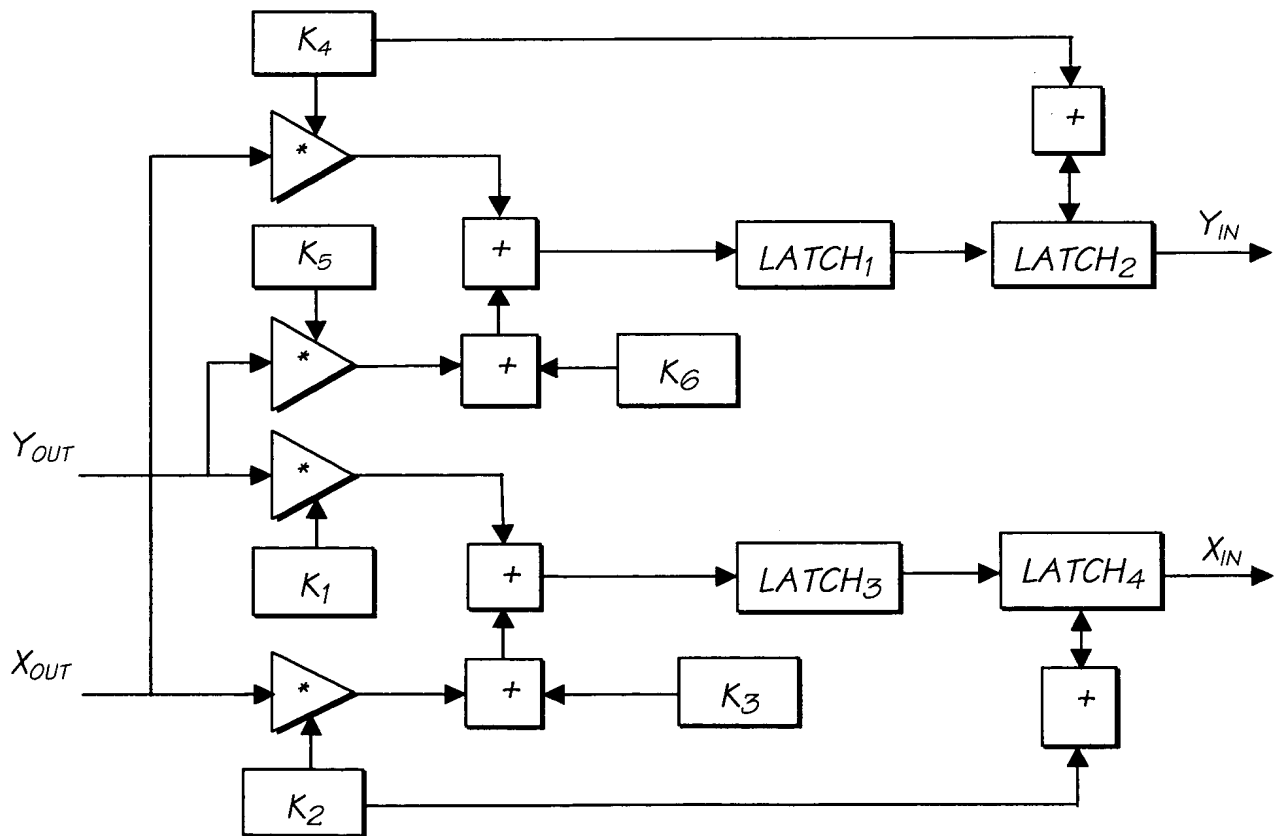 K4
+
*
YIN
K5
+
LATCH1
LATCH2
*
+
K6
YOUT
*
XIN
K1
+
LATCH3
LATCH4
XOUT
*
+
K3
+
K2